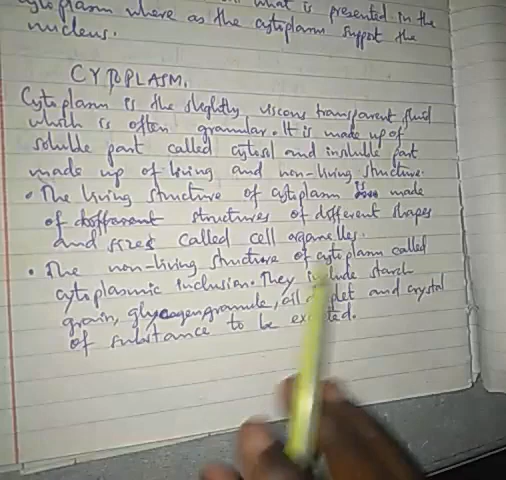 cytoplasm where as the cytoplasm support the
what is presented in the
nucleus.
CYTOPLASM.
Cytoplasm is the slightly viscous transparent fluid
which is often granular. It is made up of
soluble part called cytosol and insoluble part
made up of living and non-living structure.
• The living structure of cytoplasm is made
of different structures of different shapes
and sizes called cell organelles.
• The non-living structure of cytoplasm called
cytoplasmic inclusion. They include starch
grain, glycogen granule, oil and crystal
of substance to be